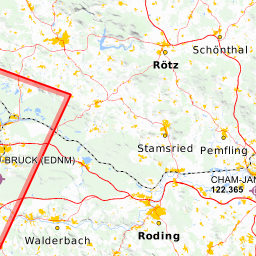 Schönthal
Rötz
Stamsried
Pemfling
BRUCK (EDNM)
CHAM-JAN
122.365
Walderbach
Roding